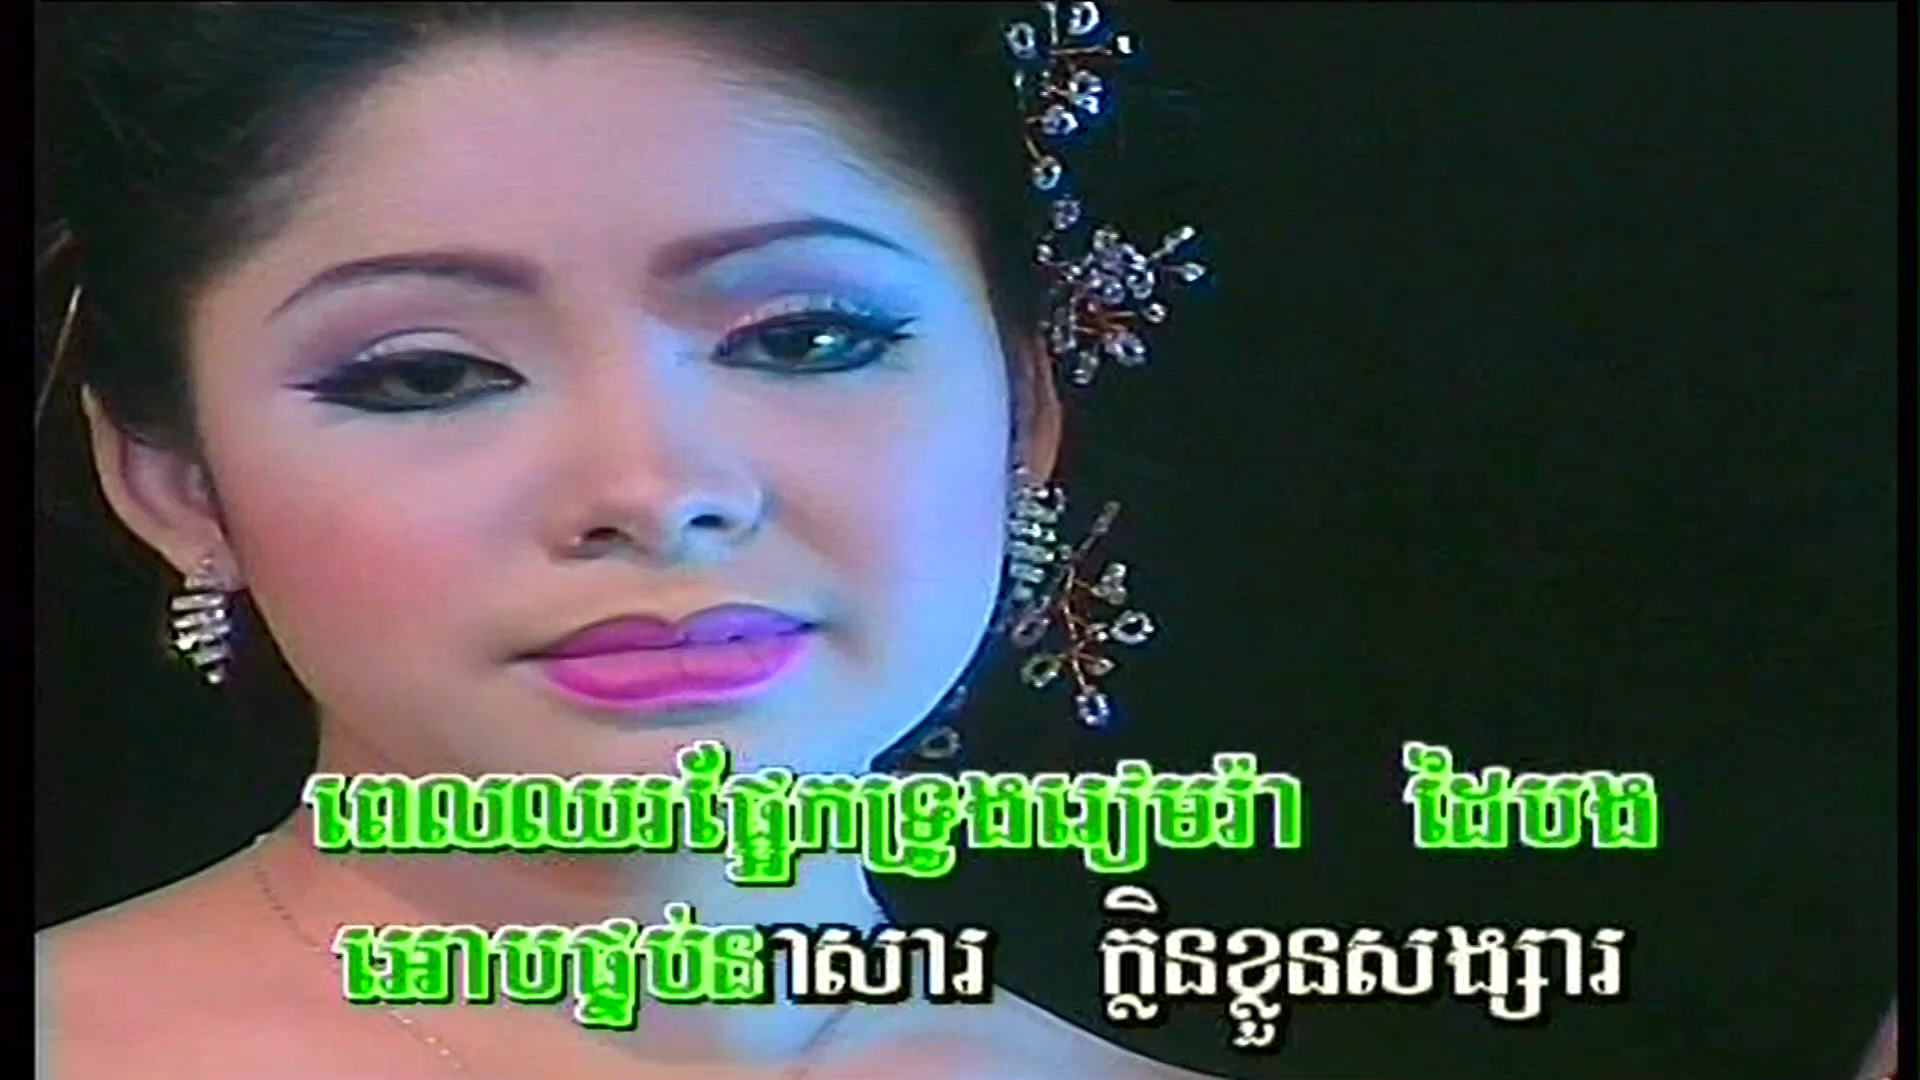 ពេលឈរផ្អែកទ្រូងរៀមរ៉ា ដៃបង
អោបផ្ទប់នាសារ ក្លិនខ្លួនសង្សារ